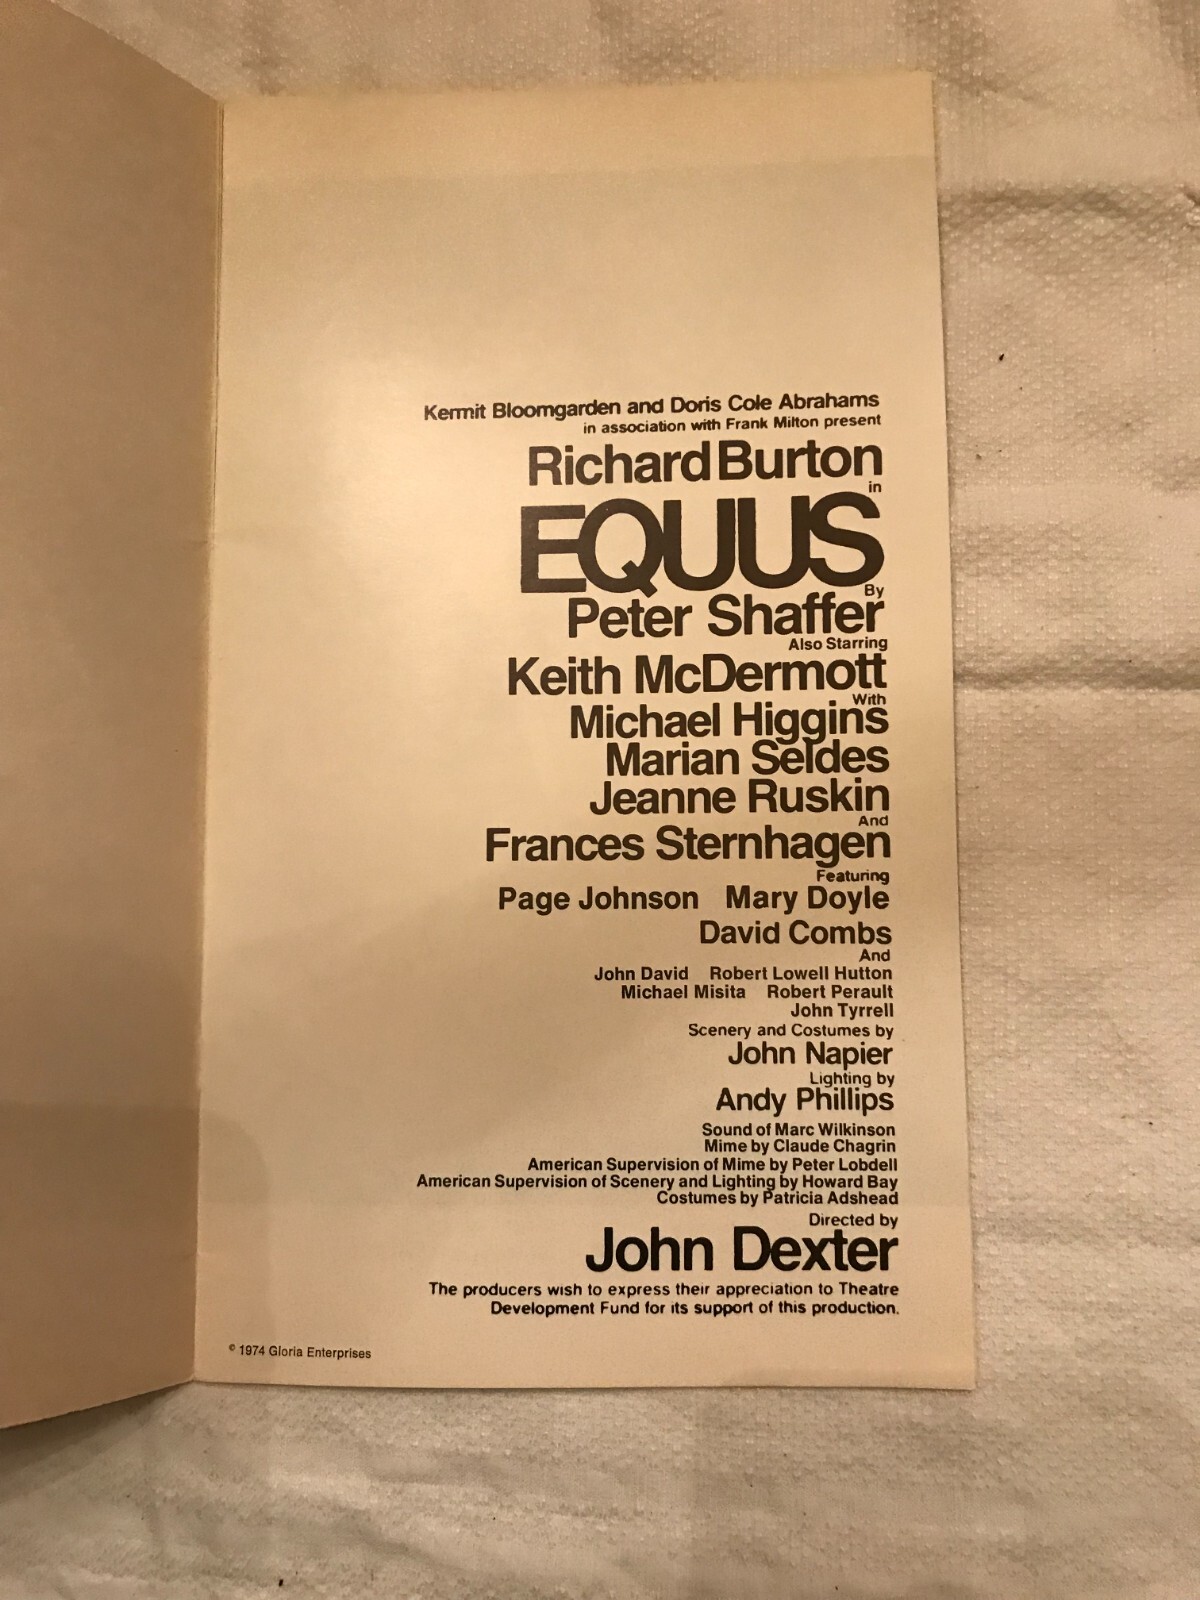 Kermit Bloomgarden and Doris Cole Abrahams
in association with Frank Milton present
Richard Burton
in
EQUUS
By
Peter Shaffer
Also Starring
Keith McDermott
With
Michael Higgins
Marian Seldes
Jeanne Ruskin
And
Frances Sternhagen
Featuring
Page Johnson Mary Doyle
David Combs
And
John David Robert Lowell Hutton
Michael Misita Robert Perault
John Tyrrell
Scenery and Costumes by
John Napier
Lighting by
Andy Phillips
Sound of Marc Wilkinson
Mime by Claude Chagrin
American Supervision of Mime by Peter Lobdell
American Supervision of Scenery and Lighting by Howard Bay
Costumes by Patricia Adshead
Directed by
John Dexter
The producers wish to express their appreciation to Theatre
Development Fund for its support of this production.
© 1974 Gloria Enterprises